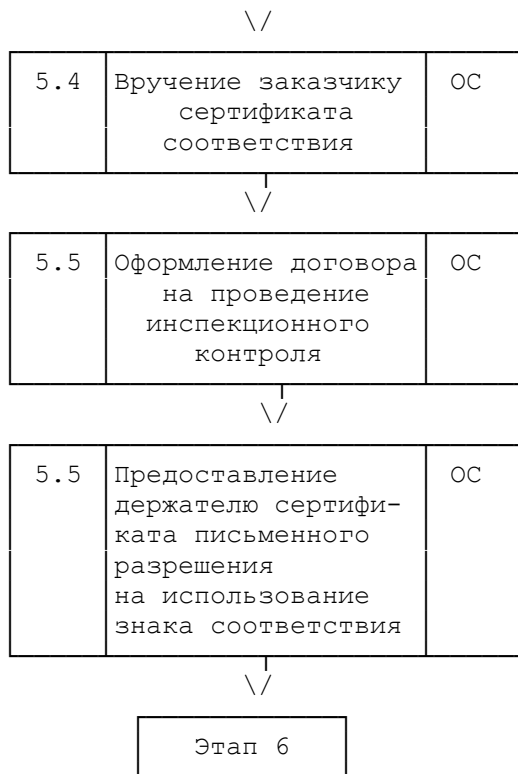 \/
5.4 Вручение заказчику ОС
сертификата
соответствия
\/
5.5 Оформление договора ОС
на проведение
инспекционного
контроля
\/
5.5 Предоставление ОС
держателю сертифи-
ката письменного
разрешения
на использование
знака соответствия
\/
Этап 6